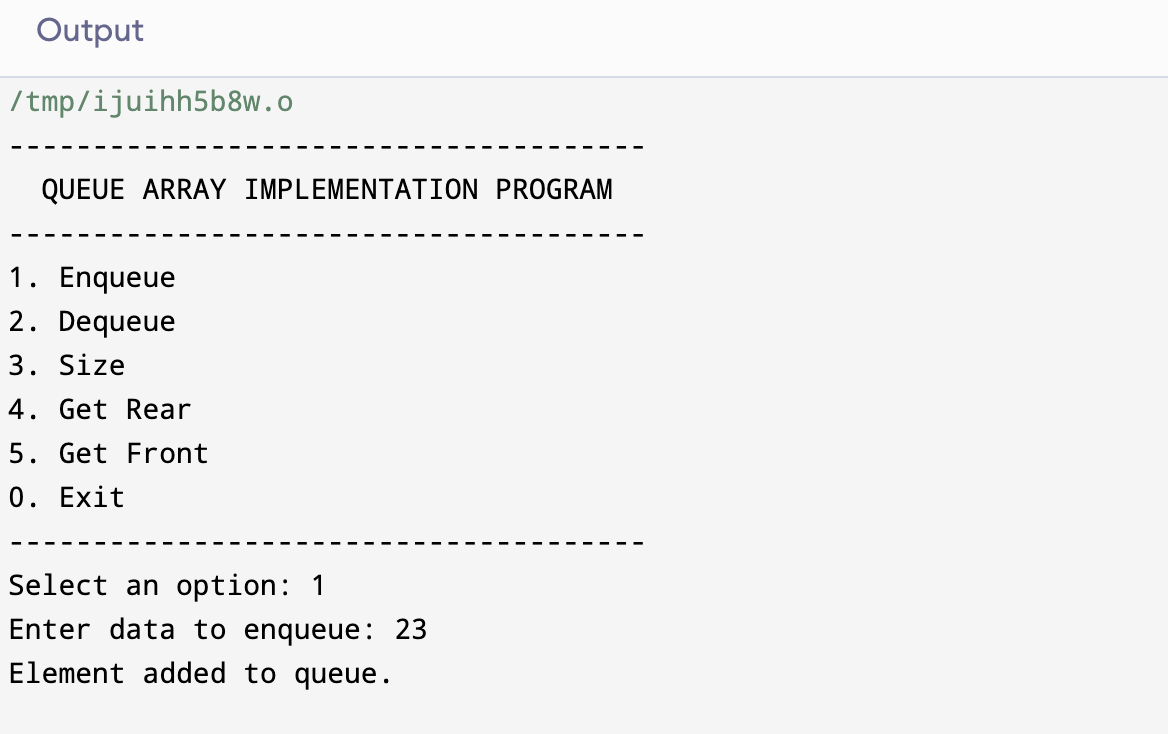 Output
/tmp/ijuihh5b8w.o
--------------------------------------
  QUEUE ARRAY IMPLEMENTATION PROGRAM
--------------------------------------
1. Enqueue
2. Dequeue
3. Size
4. Get Rear
5. Get Front
0. Exit
--------------------------------------
Select an option: 1
Enter data to enqueue: 23
Element added to queue.